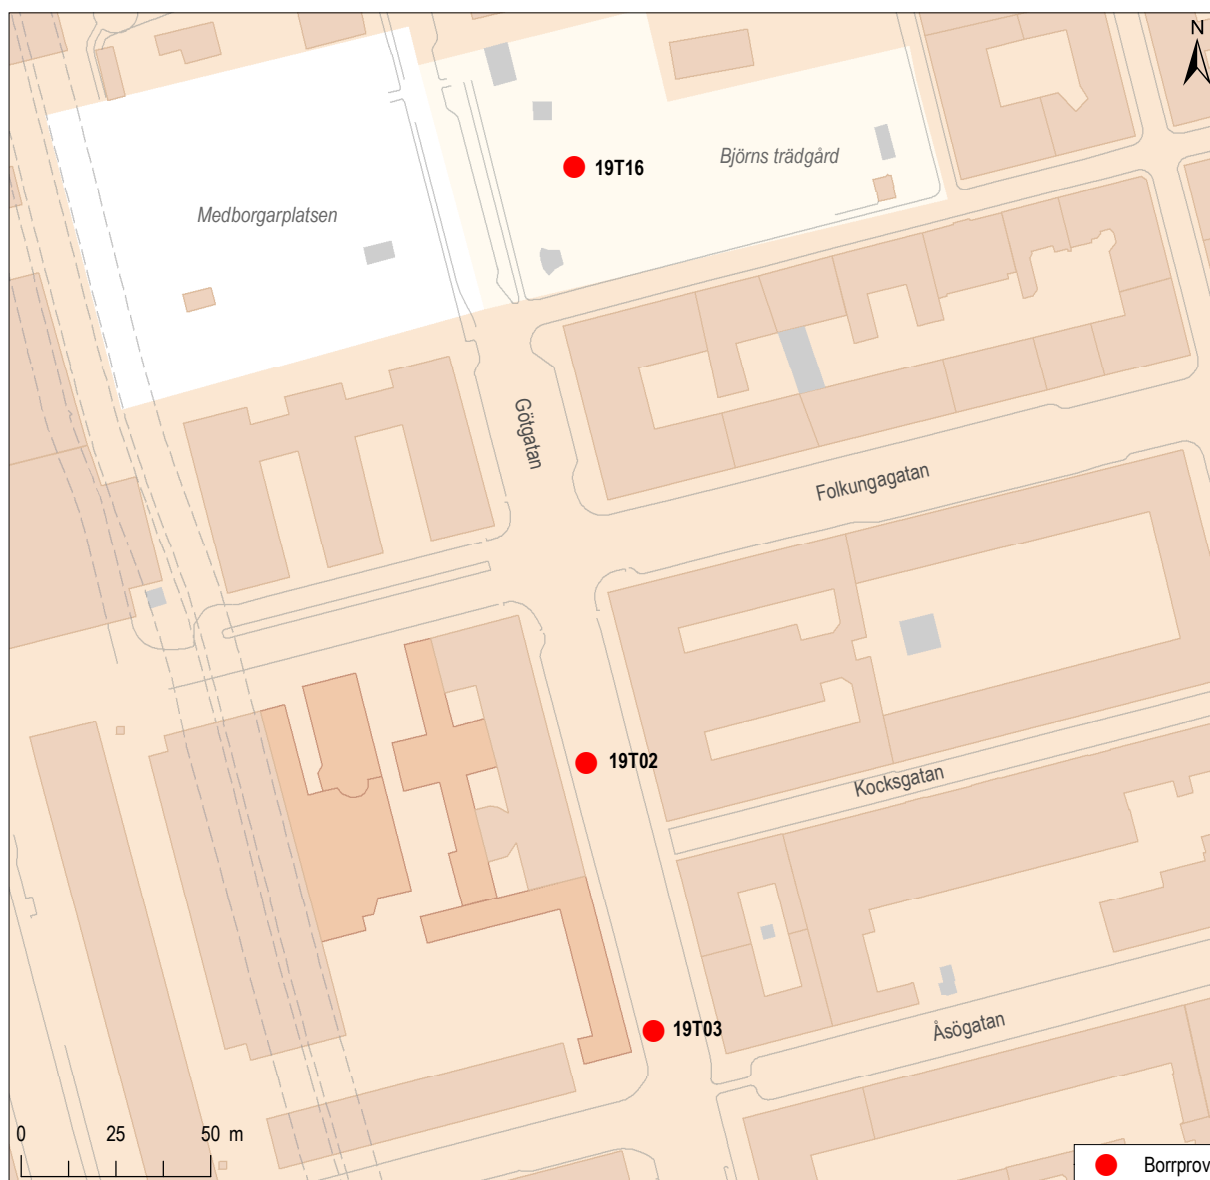 N
19T16
Björns trädgård
Medborgarplatsen
Götgatan
Folkungagatan
19T02
Kocksgatan
19T03
Åsögatan
0 25 50 m
Borrprov